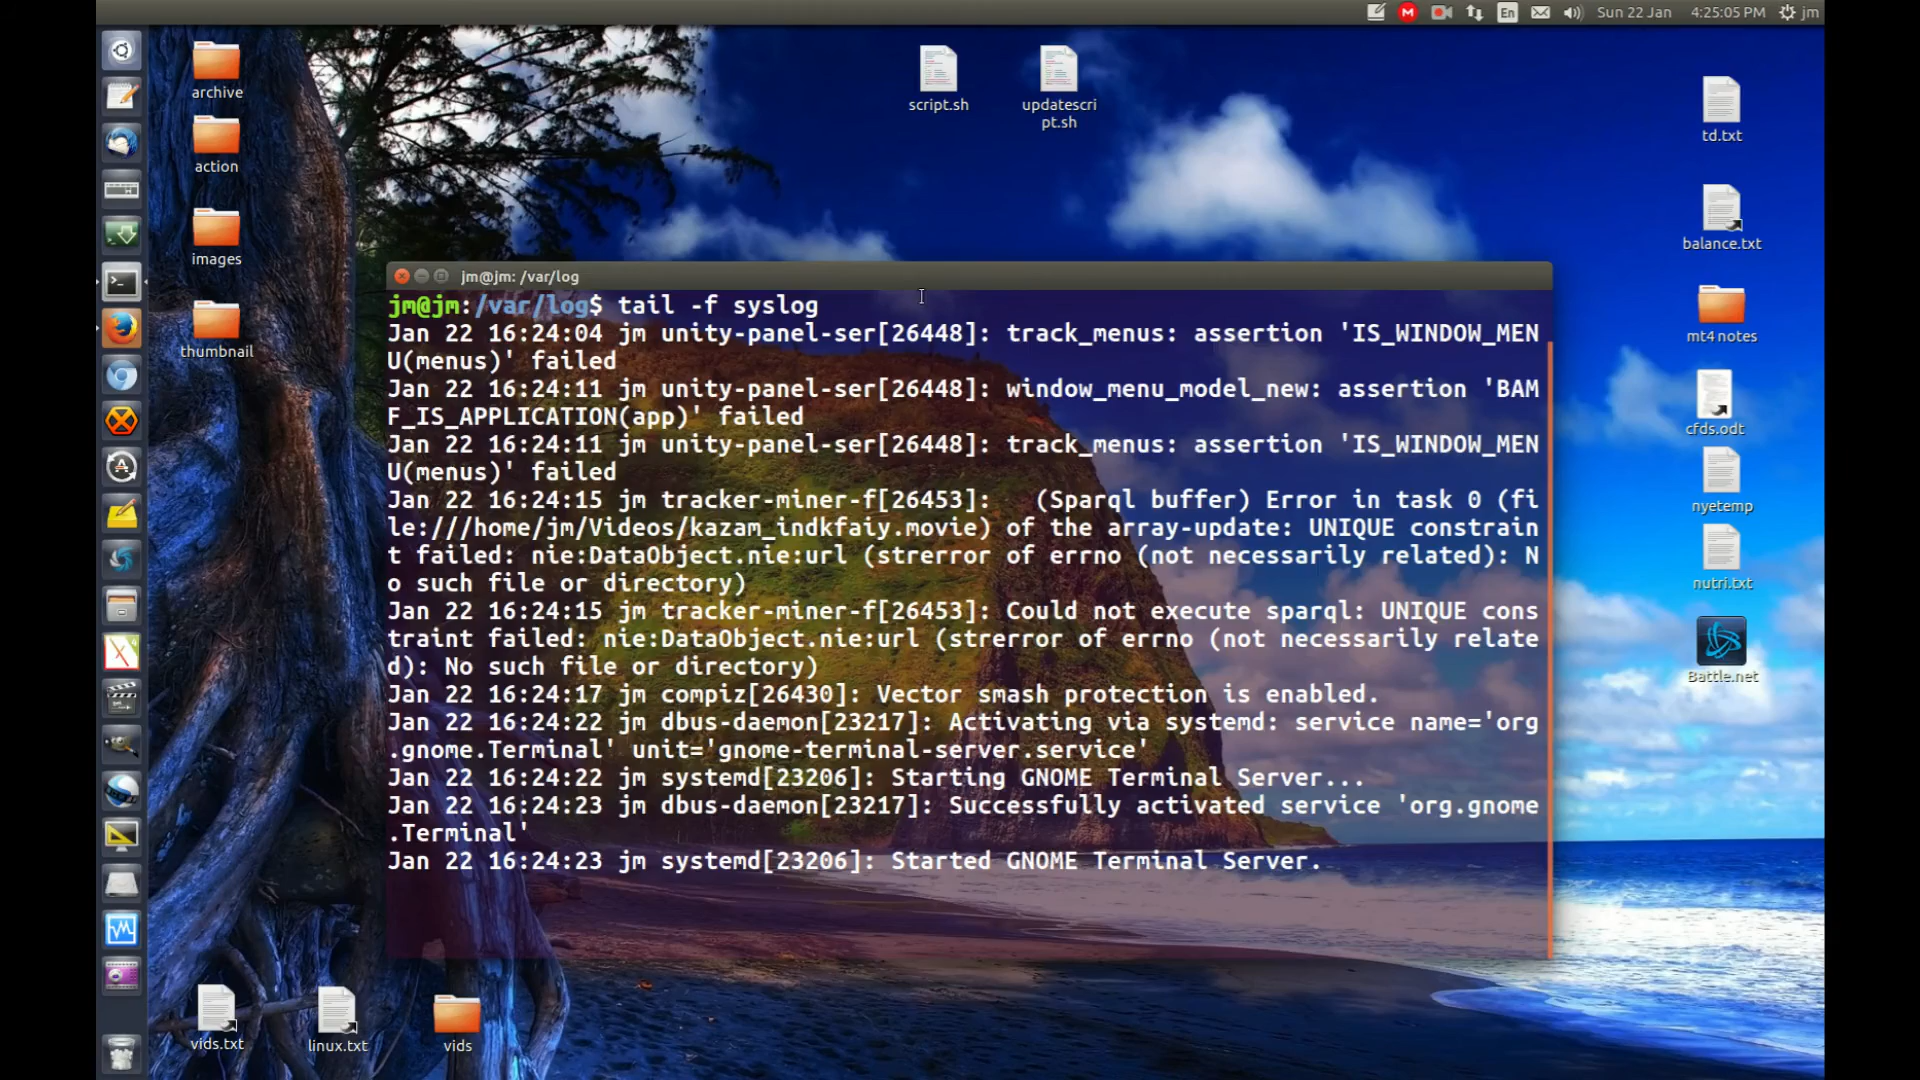 En
Sun 22 Jan
4:25:05 PM
jm
archive
action
images
thumbnail
script.sh
updatescri
pt.sh
td.txt
balance.txt
mt4 notes
cfds.odt
nyetemp
nutri.txt
Battle.net
jm@jm: /var/log
jm@jm:/var/log$ tail -f syslog
Jan 22 16:24:04 jm unity-panel-ser[26448]: track_menus: assertion 'IS_WINDOW_MEN
U(menus)' failed
Jan 22 16:24:11 jm unity-panel-ser[26448]: window_menu_model_new: assertion 'BAM
F_IS_APPLICATION(app)' failed
Jan 22 16:24:11 jm unity-panel-ser[26448]: track_menus: assertion 'IS_WINDOW_MEN
U(menus)' failed
Jan 22 16:24:15 jm tracker-miner-f[26453]:   (Sparql buffer) Error in task 0 (fi
le:///home/jm/Videos/kazam_indkfaiy.movie) of the array-update: UNIQUE constrain
t failed: nie:DataObject.nie:url (strerror of errno (not necessarily related): N
o such file or directory)
Jan 22 16:24:15 jm tracker-miner-f[26453]: Could not execute sparql: UNIQUE cons
traint failed: nie:DataObject.nie:url (strerror of errno (not necessarily relate
d): No such file or directory)
Jan 22 16:24:17 jm compiz[26430]: Vector smash protection is enabled.
Jan 22 16:24:22 jm dbus-daemon[23217]: Activating via systemd: service name='org
.gnome.Terminal' unit='gnome-terminal-server.service'
Jan 22 16:24:22 jm systemd[23206]: Starting GNOME Terminal Server...
Jan 22 16:24:23 jm dbus-daemon[23217]: Successfully activated service 'org.gnome
.Terminal'
Jan 22 16:24:23 jm systemd[23206]: Started GNOME Terminal Server.
vids.txt
linux.txt
vids